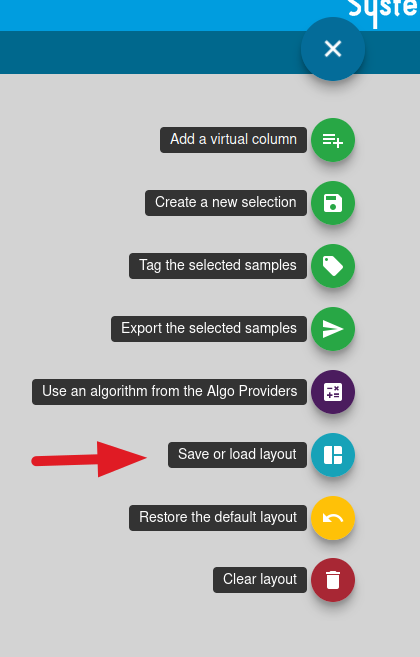 Syste
Add a virtual column
Create a new selection
Tag the selected samples
Export the selected samples
Use an algorithm from the Algo Providers
Save or load layout
Restore the default layout
Clear layout